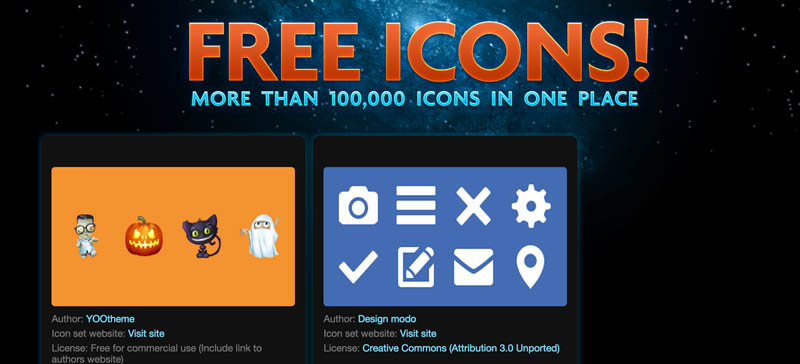 FREE ICONS!
MORE THAN 100,000 ICONS IN ONE PLACE
Author: YOOtheme
Icon set website: Visit site
License: Free for commercial use (Include link to
authors website)
Author: Design modo
Icon set website: Visit site
License: Creative Commons (Attribution 3.0 Unported)